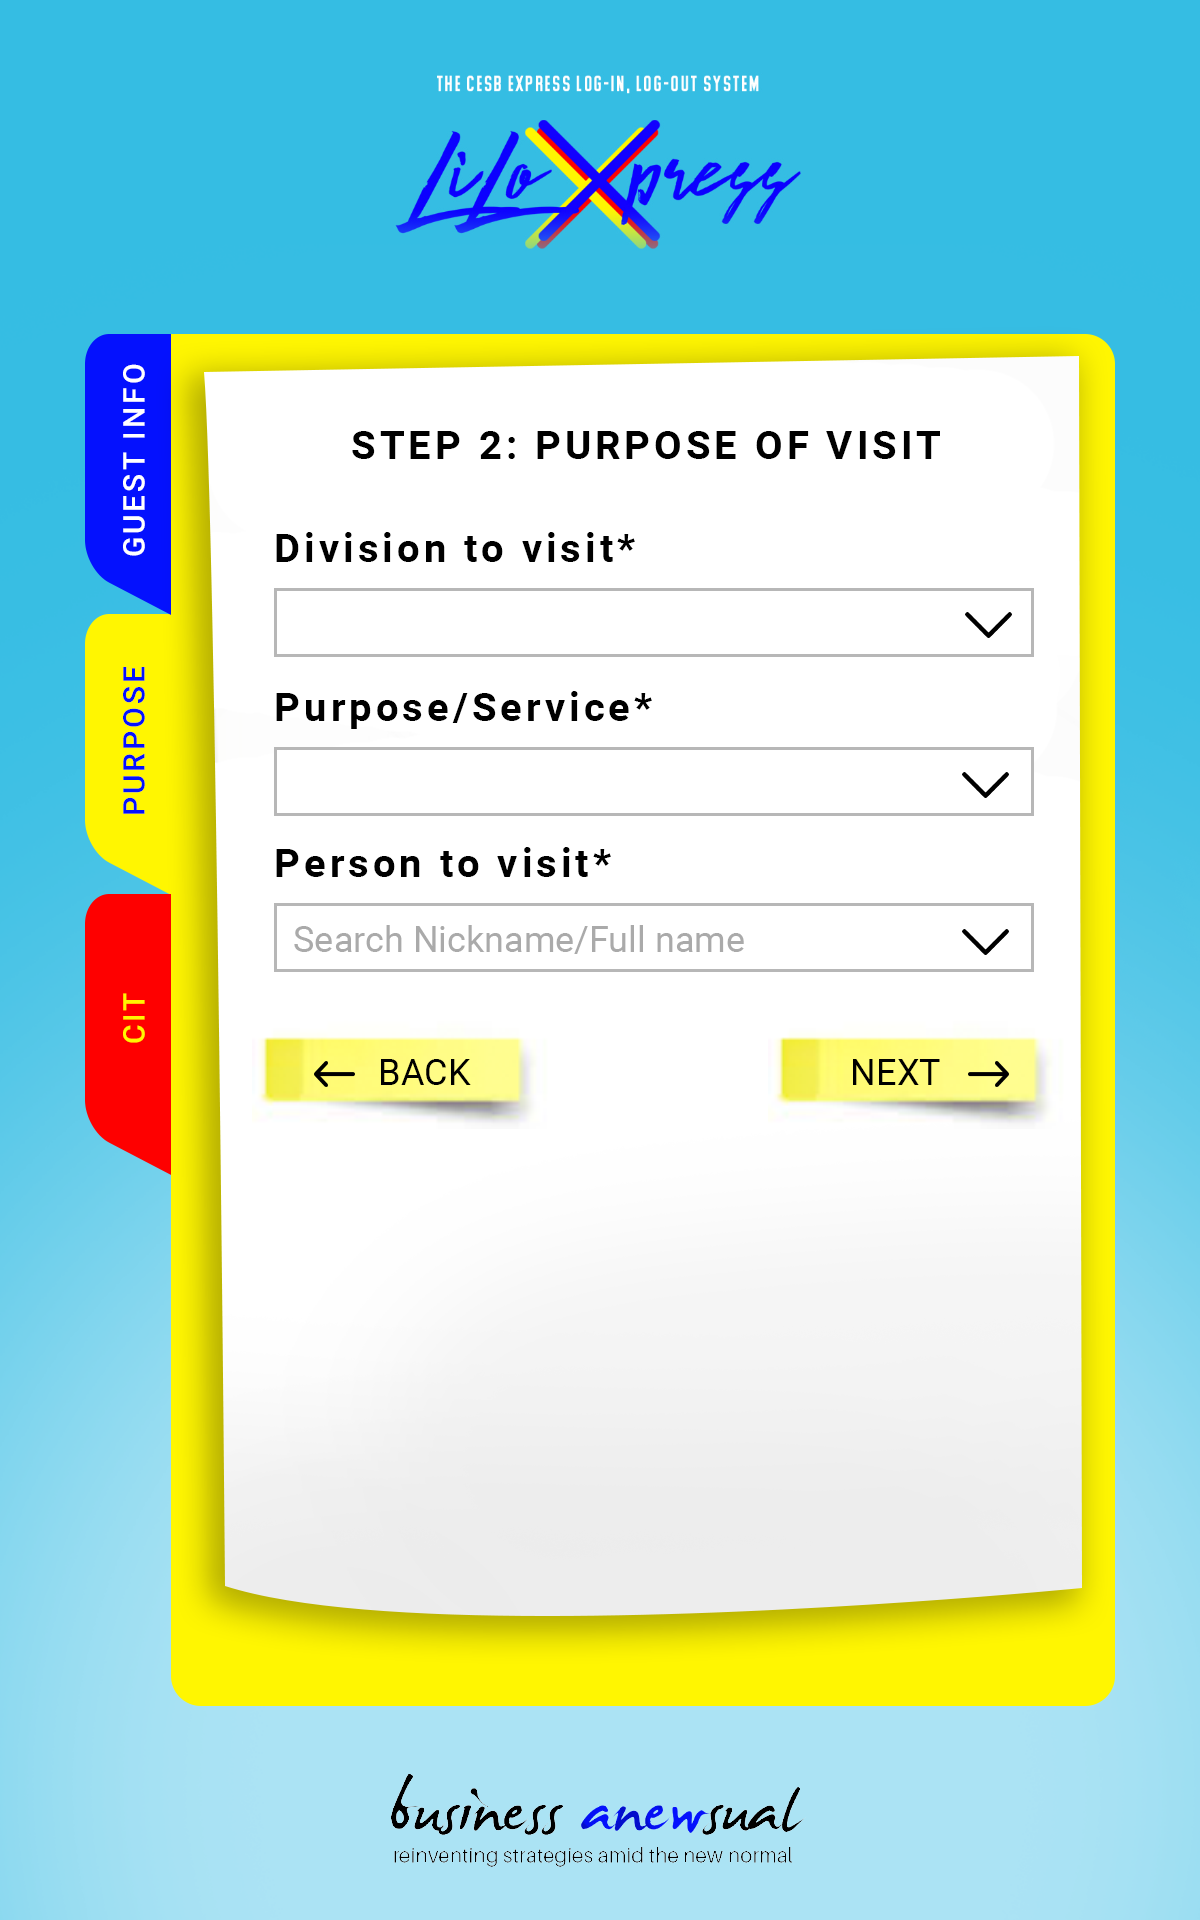 THE CESB EXPRESS LOG-IN, LOG-OUT SYSTEM
LiLo Xpress
GUEST INFO
PURPOSE
CIT
STEP 2: PURPOSE OF VISIT
Division to visit*
Purpose/Service*
Person to visit*
Search Nickname/Full name
BACK
NEXT
business anewsual
reinventing strategies amid the new normal